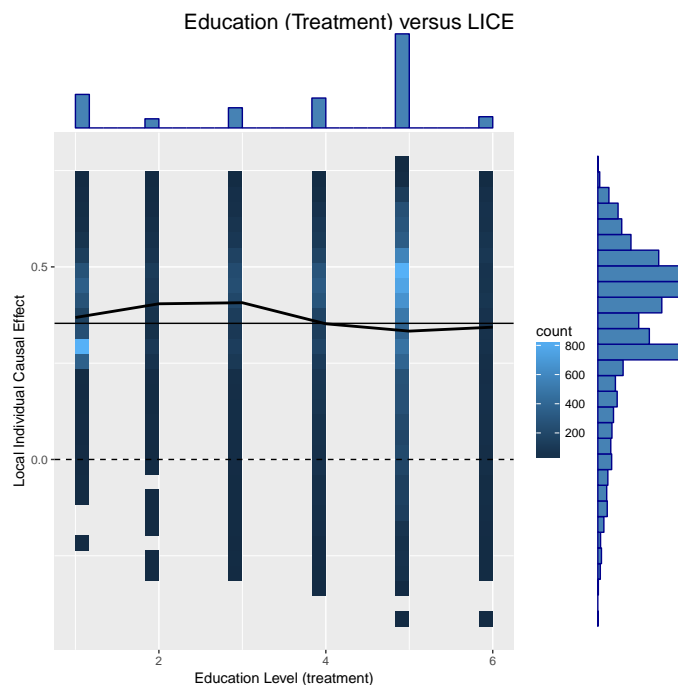 Education (Treatment) versus LICE
Local Individual Causal Effect
0.5
0.0
count
800
600
400
200
2
4
6
Education Level (treatment)